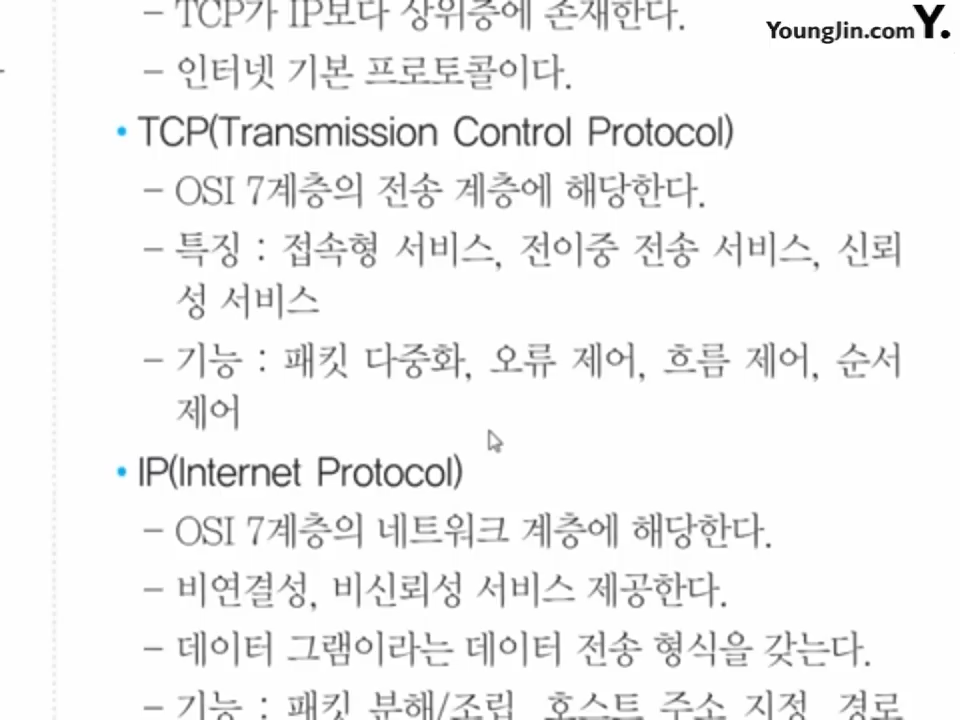 – TCP가 IP보다 상위층에 존재한다.
YoungJin.com Y.
– 인터넷 기본 프로토콜이다.
• TCP(Transmission Control Protocol)
– OSI 7계층의 전송 계층에 해당한다.
– 특징 : 접속형 서비스, 전이중 전송 서비스, 신뢰
성 서비스
– 기능 : 패킷 다중화, 오류 제어, 흐름 제어, 순서
제어
• IP(Internet Protocol)
– OSI 7계층의 네트워크 계층에 해당한다.
– 비연결성, 비신뢰성 서비스 제공한다.
– 데이터 그램이라는 데이터 전송 형식을 갖는다.
– 기능 : 패킷 분해/조립, 호스트 주소 지정, 경로